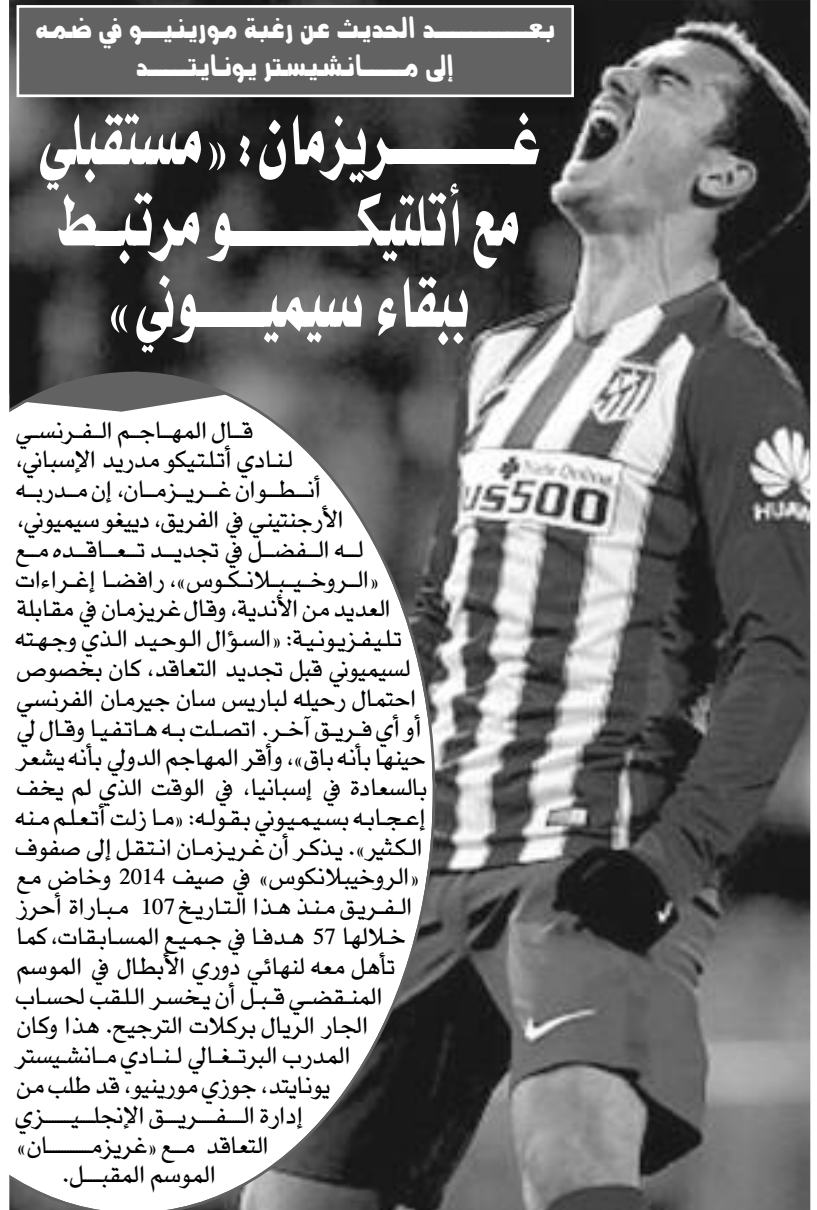 بعد الحديث عن رغبة مورينيو في ضمه
إلى مانشيستر يونايتد
غريزمان: «مستقبلي
مع أتلتيكو مرتبط
ببقاء سيميوني»
قال المهاجم الفرنسي
لنادي أتلتيكو مدريد الإسباني،
أنطوان غريزمان، إن مدربه
الأرجنتيني في الفريق، دييغو سيميوني،
له الفضل في تجديد تعاقده مع
«الروخيبلانكوس»، رافضا إغراءات
العديد من الأندية، وقال غريزمان في مقابلة
تليفزيونية: «السؤال الوحيد الذي وجهته
لسيميوني قبل تجديد التعاقد، كان بخصوص
احتمال رحيله لباريس سان جيرمان الفرنسي
أو أي فريق آخر. اتصلت به هاتفيا وقال لي
حينها بأنه باق»، وأقر المهاجم الدولي بأنه يشعر
بالسعادة في إسبانيا، في الوقت الذي لم يخف
إعجابه بسيميوني بقوله: «ما زلت أتعلم منه
الكثير». يذكر أن غريزمان انتقل إلى صفوف
«الروخيبلانكوس» في صيف 2014 وخاض مع
الفريق منذ هذا التاريخ 107 مباراة أحرز
خلالها 57 هدفا في جميع المسابقات، كما
تأهل معه لنهائي دوري الأبطال في الموسم
المنقضي قبل أن يخسر اللقب لحساب
الجار الريال بركلات الترجيح. هذا وكان
المدرب البرتغالي لنادي مانشيستر
يونايتد، جوزي مورينيو، قد طلب من
إدارة الفريق الإنجليزي
التعاقد مع «غريزمان»
الموسم المقبل.
us500
HUAW